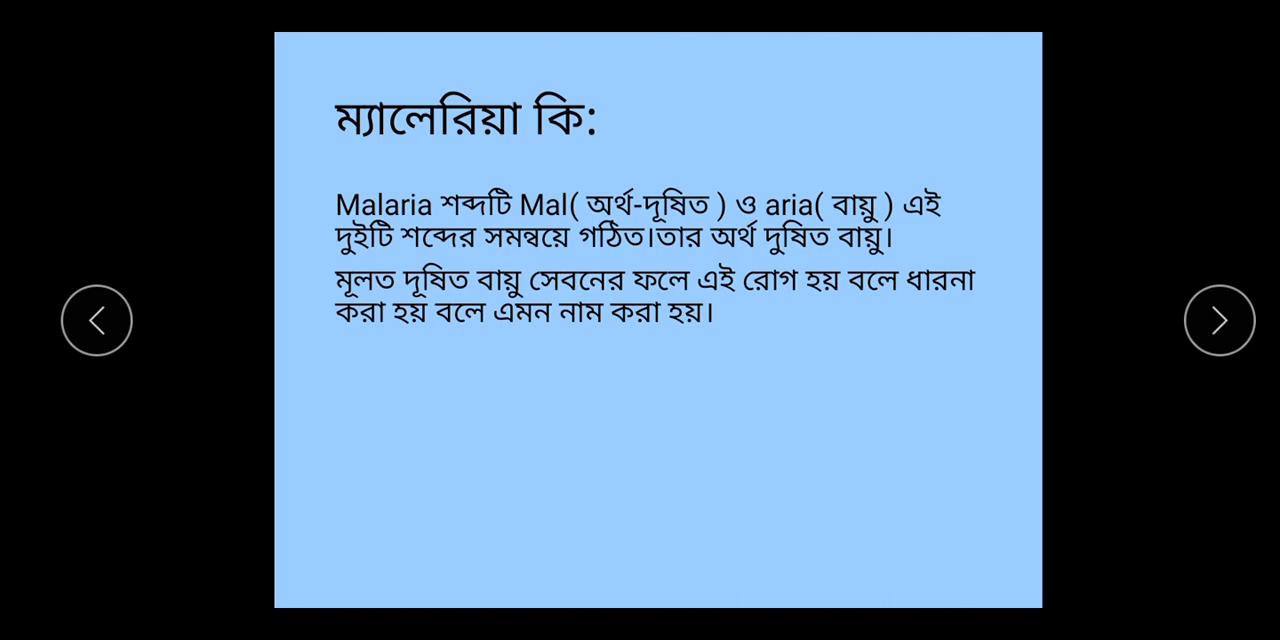 ম্যালেরিয়া কি:
Malaria শব্দটি Mal( অর্থ-দূষিত ) ও aria( বায়ু ) এই
দুইটি শব্দের সমন্বয়ে গঠিত।তার অর্থ দুষিত বায়ু।
মূলত দূষিত বায়ু সেবনের ফলে এই রোগ হয় বলে ধারনা
করা হয় বলে এমন নাম করা হয়।